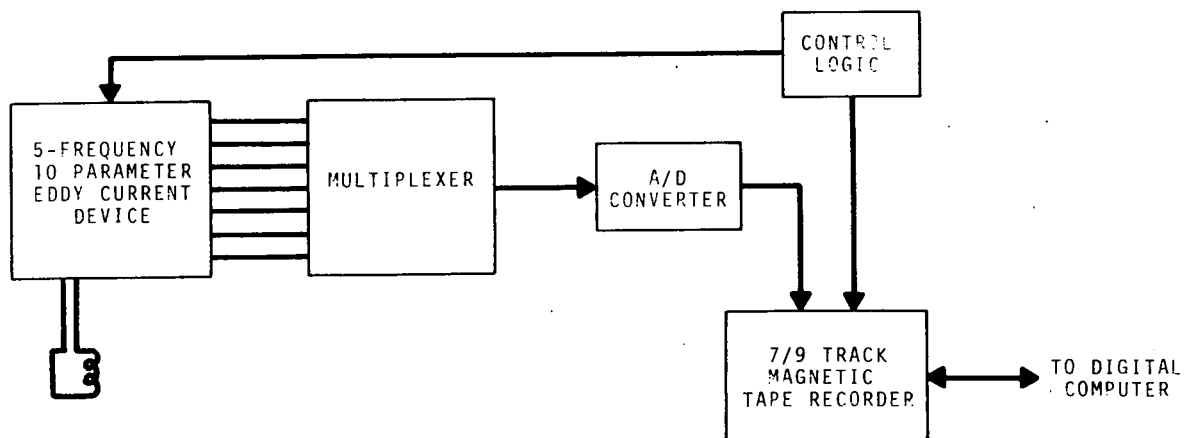 CONTROL
LOGIC
5-FREQUENCY
10 PARAMETER
EDDY CURRENT
DEVICE
MULTIPLEXER
A/D
CONVERTER
7/9 TRACK
MAGNETIC
TAPE RECORDER
TO DIGITAL
COMPUTER